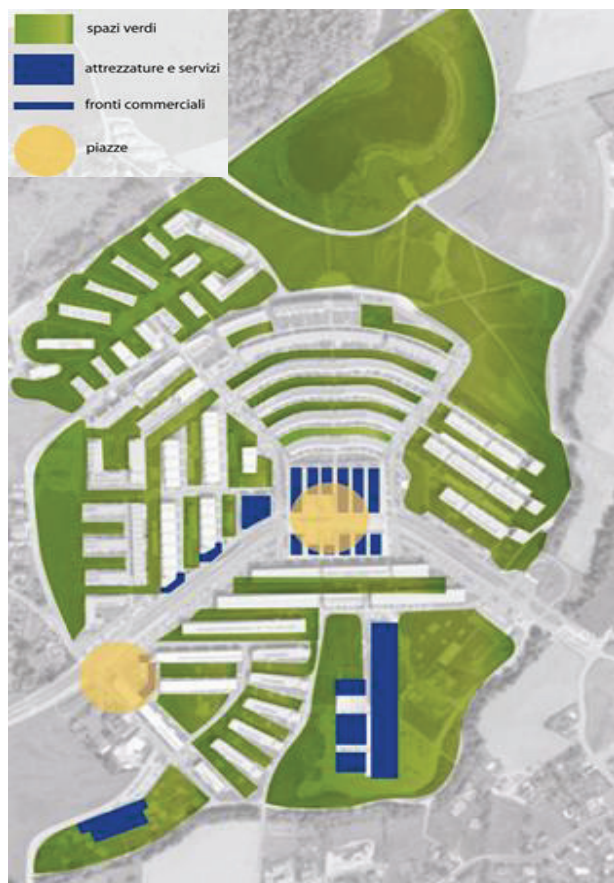 spazi verdi
attrezzature e servizi
fronti commerciali
piazze